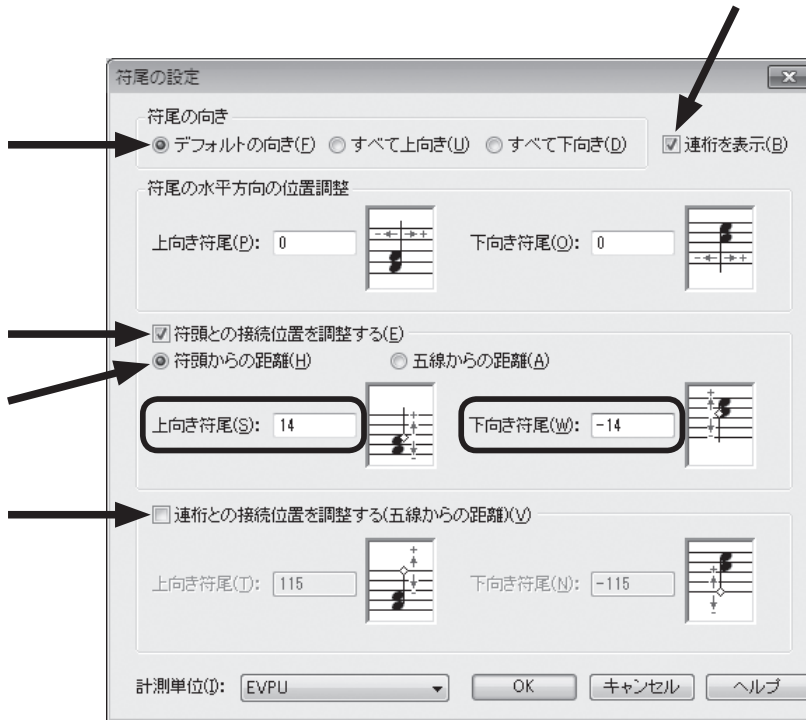 符尾の設定
符尾の向き
デフォルトの向き(F) すべて上向き(U) すべて下向き(D) 連桁を表示(B)
符尾の水平方向の位置調整
上向き符尾(P): 0 下向き符尾(O): 0
符頭との接続位置を調整する(E)
符頭からの距離(H) 五線からの距離(A)
上向き符尾(S): 14 下向き符尾(W): -14
連桁との接続位置を調整する(五線からの距離)(V)
上向き符尾(T): 115 下向き符尾(N): -115
計測単位(I): EVPU OK キャンセル ヘルプ